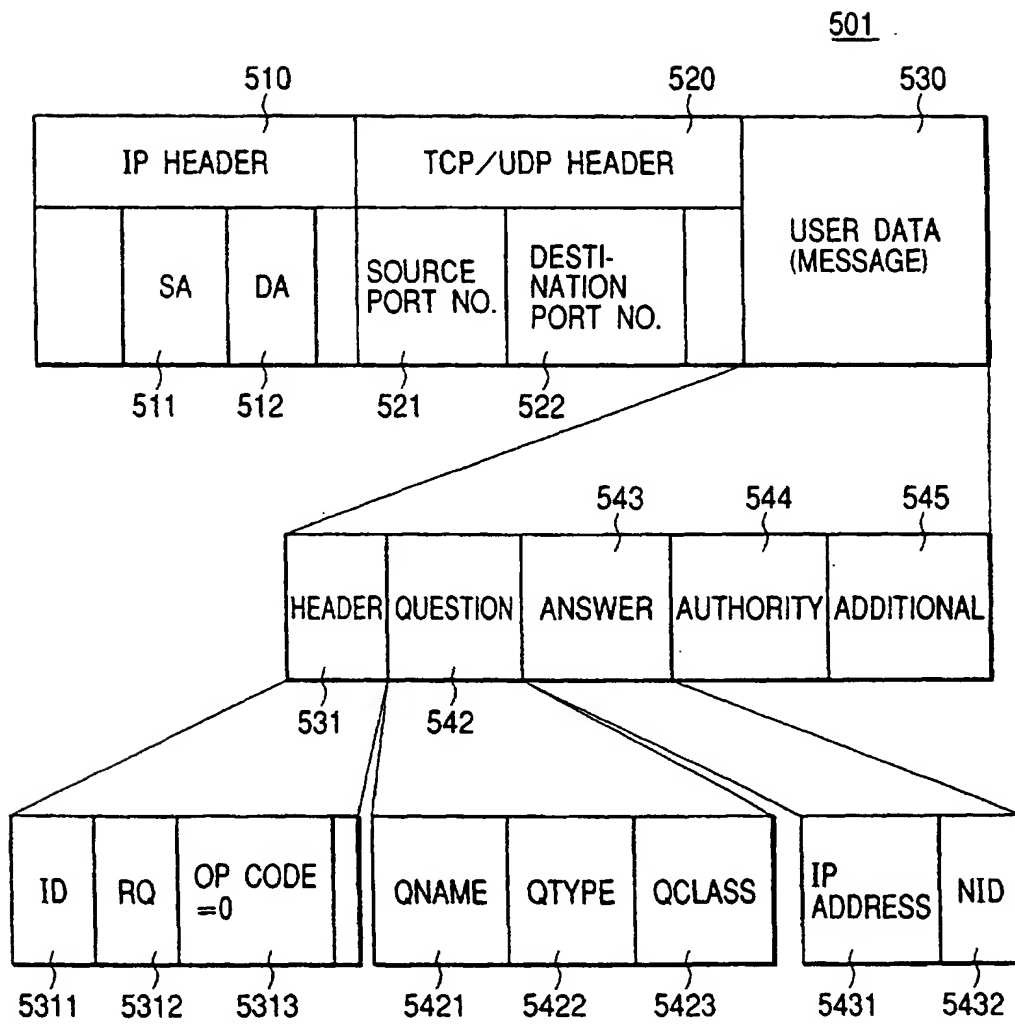 501
510
520
530
IP HEADER
TCP/UDP HEADER
USER DATA
(MESSAGE)
SA
DA
SOURCE
PORT NO.
DESTI-
NATION
PORT NO.
511
512
521
522
543
544
545
HEADER
QUESTION
ANSWER
AUTHORITY
ADDITIONAL
531
542
ID
RQ
OP CODE
=0
QNAME
QTYPE
QCLASS
IP
ADDRESS
NID
5311
5312
5313
5421
5422
5423
5431
5432